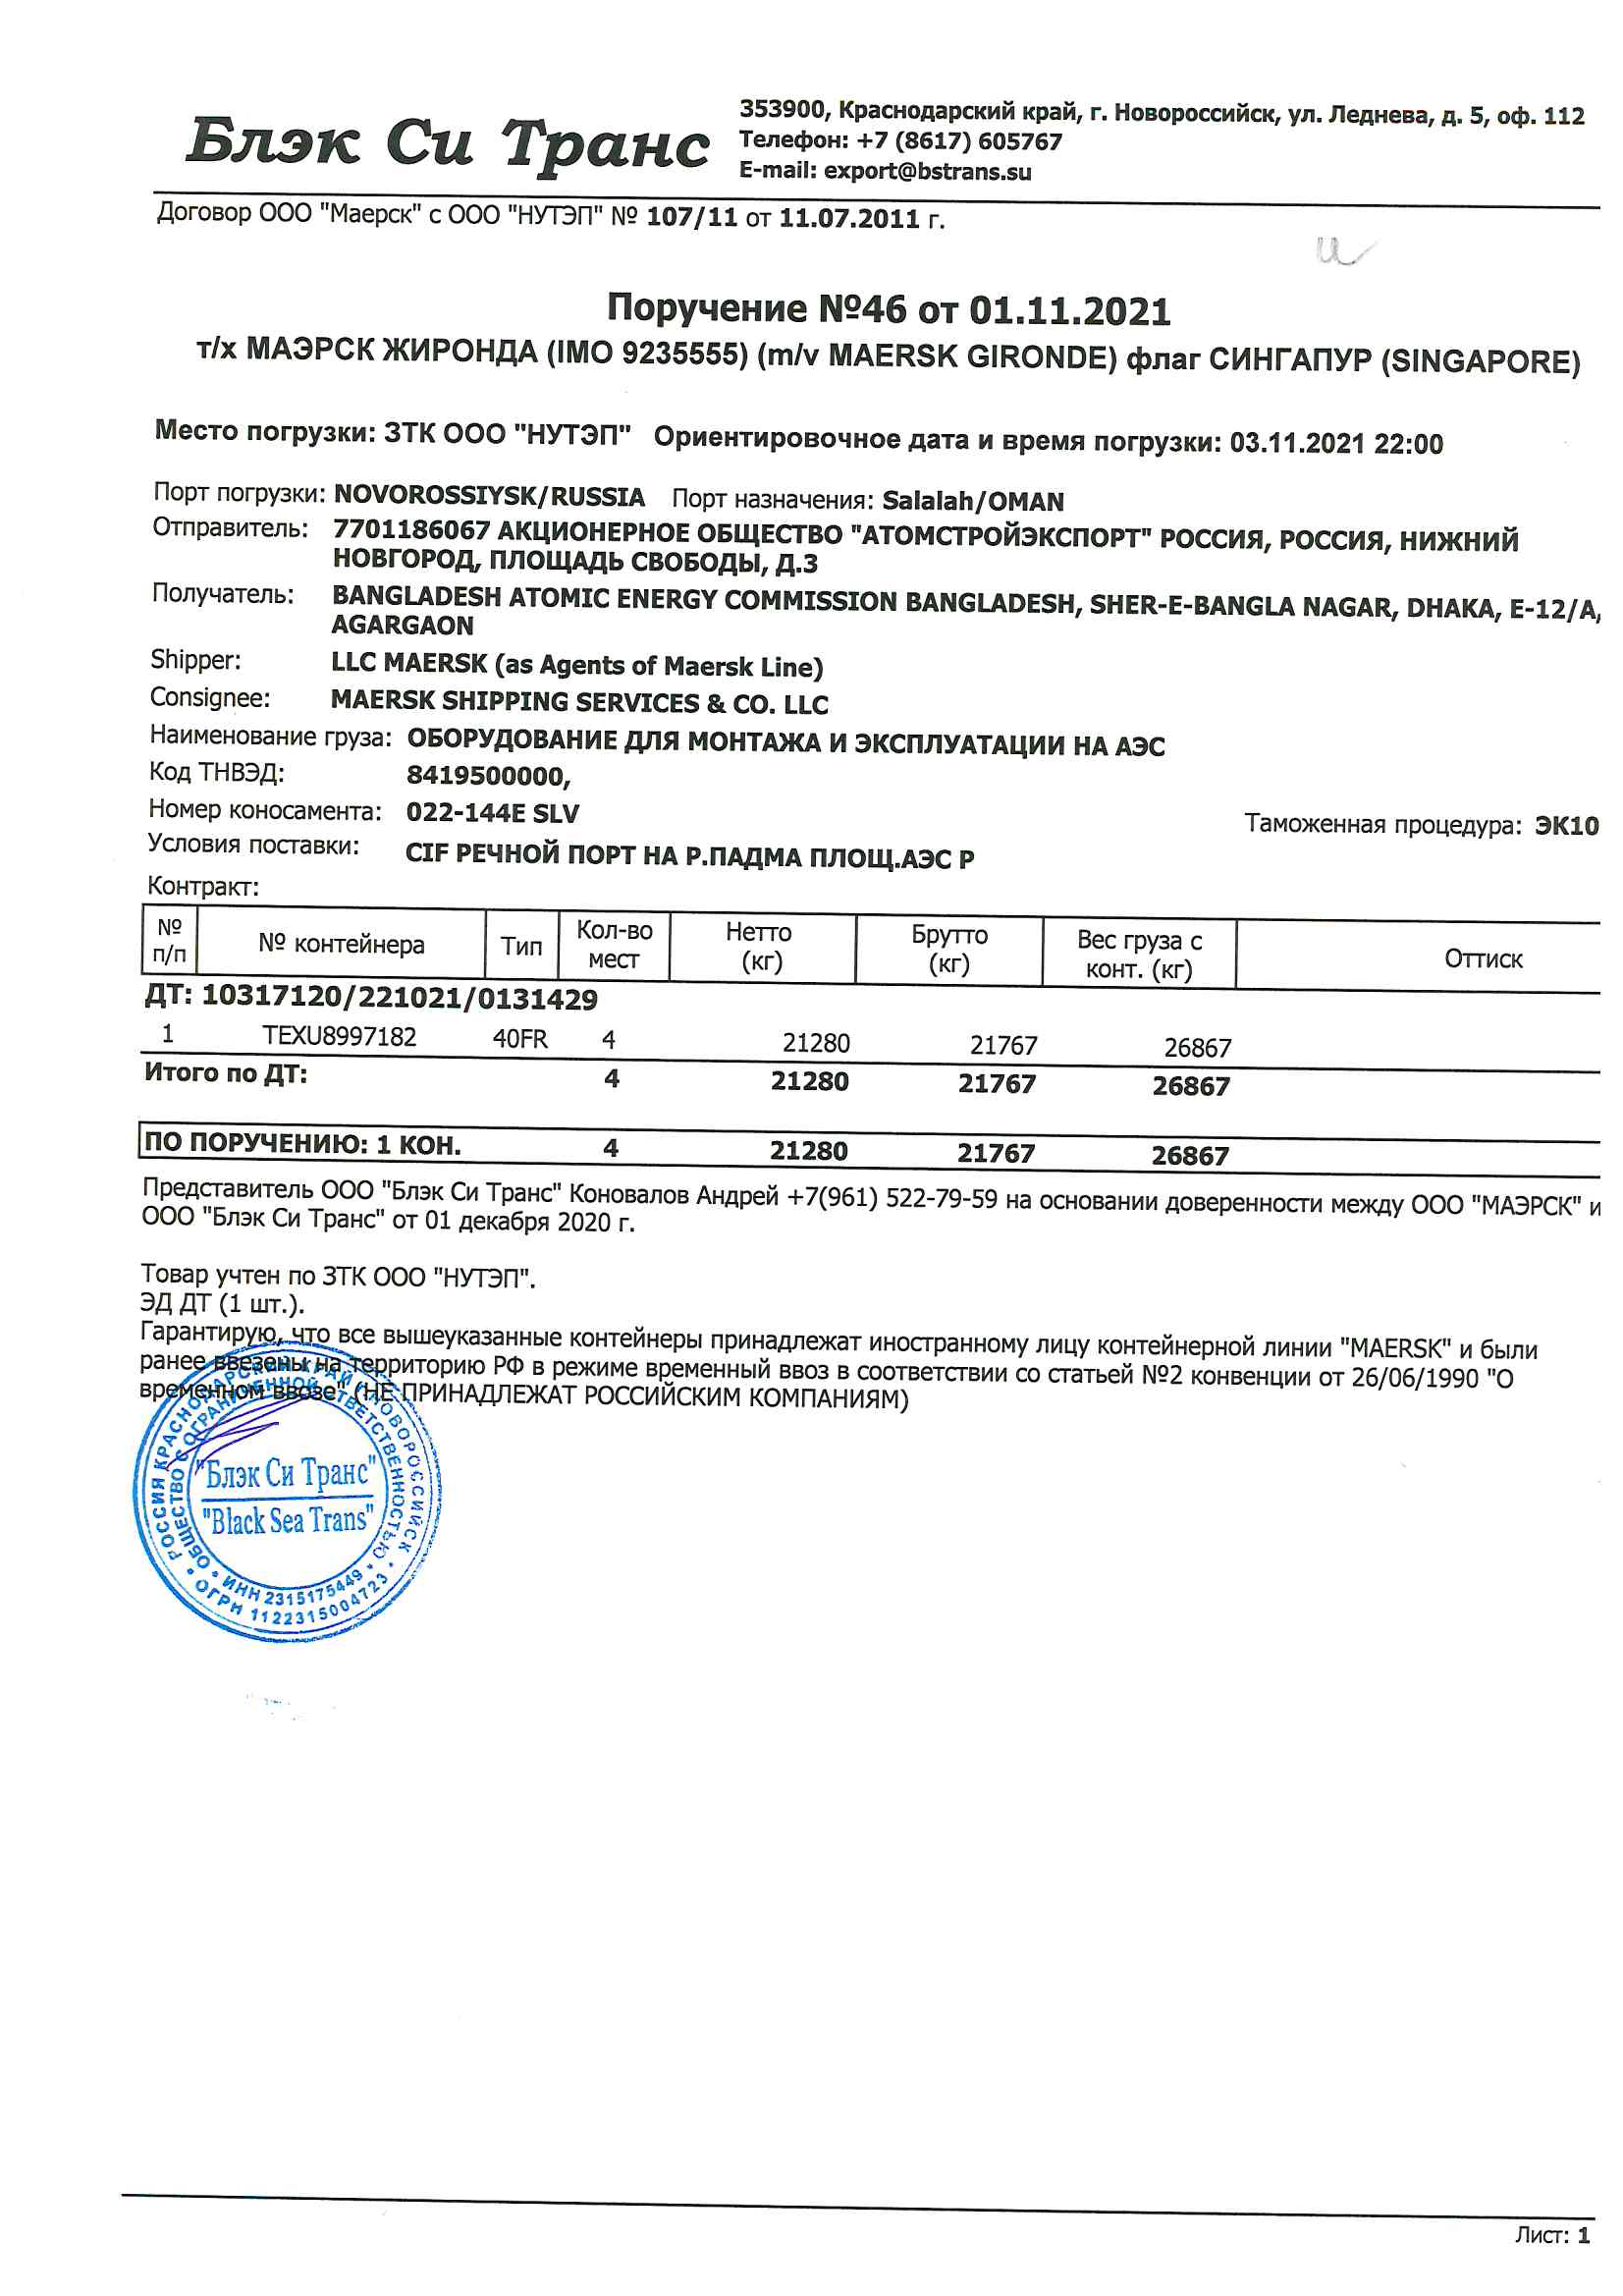 Блэк Си Транс
353900, Краснодарский край, г. Новороссийск, ул. Леднева, д. 5, оф. 112
Телефон: +7 (8617) 605767
E-mail: export@bstrans.su
Договор ООО "Маерск" с ООО "НУТЭП" № 107/11 от 11.07.2011 г.
Поручение №46 от 01.11.2021
т/х МАЭРСК ЖИРОНДА (IMO 9235555) (m/v MAERSK GIRONDE) флаг СИНГАПУР (SINGAPORE)
Место погрузки: ЗТК ООО "НУТЭП" Ориентировочное дата и время погрузки: 03.11.2021 22:00
Порт погрузки: NOVOROSSIYSK/RUSSIA Порт назначения: Salalah/OMAN
Отправитель: 7701186067 АКЦИОНЕРНОЕ ОБЩЕСТВО "АТОМСТРОЙЭКСПОРТ" РОССИЯ, РОССИЯ, НИЖНИЙ
НОВГОРОД, ПЛОЩАДЬ СВОБОДЫ, Д.3
Получатель: BANGLADESH ATOMIC ENERGY COMMISSION BANGLADESH, SHER-E-BANGLA NAGAR, DHAKA, E-12/A,
AGARGAON
Shipper: LLC MAERSK (as Agents of Maersk Line)
Consignee: MAERSK SHIPPING SERVICES & CO. LLC
Наименование груза: ОБОРУДОВАНИЕ ДЛЯ МОНТАЖА И ЭКСПЛУАТАЦИИ НА АЭС
Код ТНВЭД: 8419500000,
Номер коносамента: 022-144E SLV Таможенная процедура: ЭК10
Условия поставки: CIF РЕЧНОЙ ПОРТ НА Р.ПАДМА ПЛОЩ.АЭС Р
Контракт:
№ п/п № контейнера Тип Кол-во мест Нетто (кг) Брутто (кг) Вес груза с конт. (кг) Оттиск
ДТ: 10317120/221021/0131429
1 TEXU8997182 40FR 4 21280 21767 26867
Итого по ДТ: 4 21280 21767 26867
ПО ПОРУЧЕНИЮ: 1 КОН. 4 21280 21767 26867
Представитель ООО "Блэк Си Транс" Коновалов Андрей +7(961) 522-79-59 на основании доверенности между ООО "МАЭРСК" и
ООО "Блэк Си Транс" от 01 декабря 2020 г.
Товар учтен по ЗТК ООО "НУТЭП".
ЭД ДТ (1 шт.).
Гарантирую, что все вышеуказанные контейнеры принадлежат иностранному лицу контейнерной линии "MAERSK" и были
ранее ввезены на территорию РФ в режиме временный ввоз в соответствии со статьей №2 конвенции от 26/06/1990 "О
временном ввозе" (НЕ ПРИНАДЛЕЖАТ РОССИЙСКИМ КОМПАНИЯМ)
РОССИЯ КРАСНОДАРСКИЙ КРАЙ Г.НОВОРОССИЙСК
ОБЩЕСТВО С ОГРАНИЧЕННОЙ ОТВЕТСТВЕННОСТЬЮ
"Блэк Си Транс"
"Black Sea Trans"
ИНН 2315175449
ОГРН 1122315004723
Лист: 1